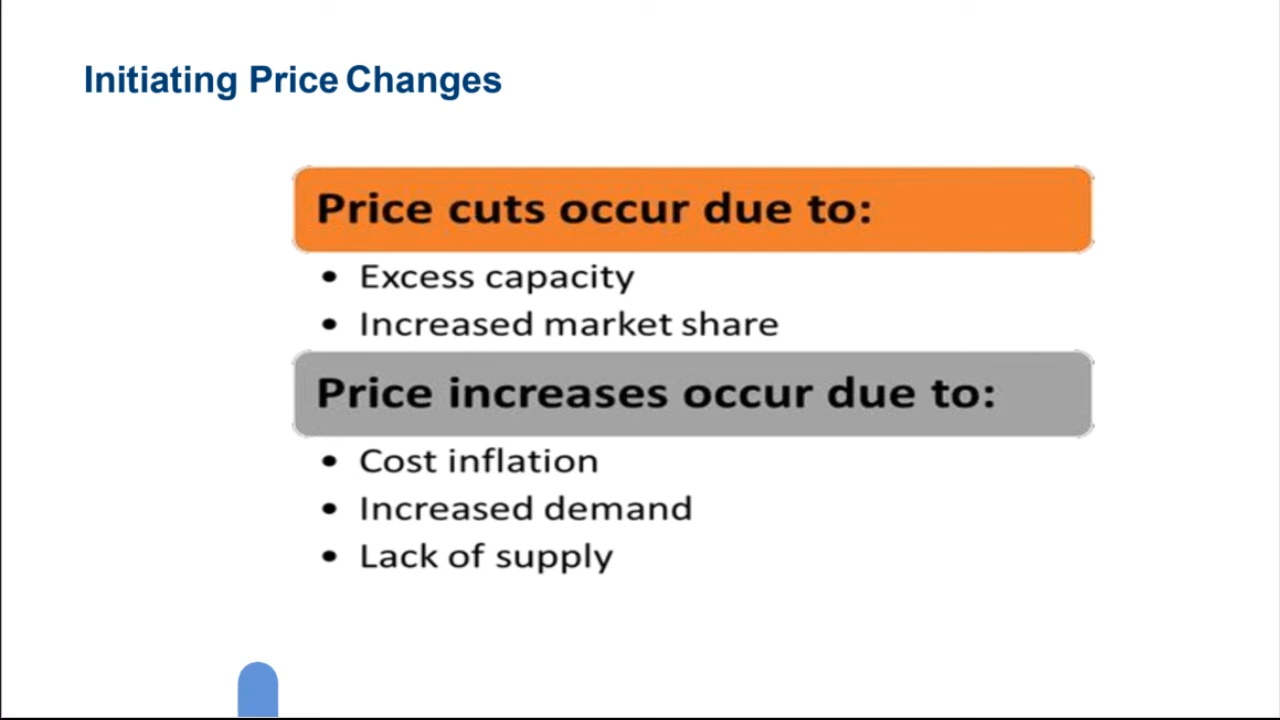 Initiating Price Changes
Price cuts occur due to:
• Excess capacity
• Increased market share
Price increases occur due to:
• Cost inflation
• Increased demand
• Lack of supply